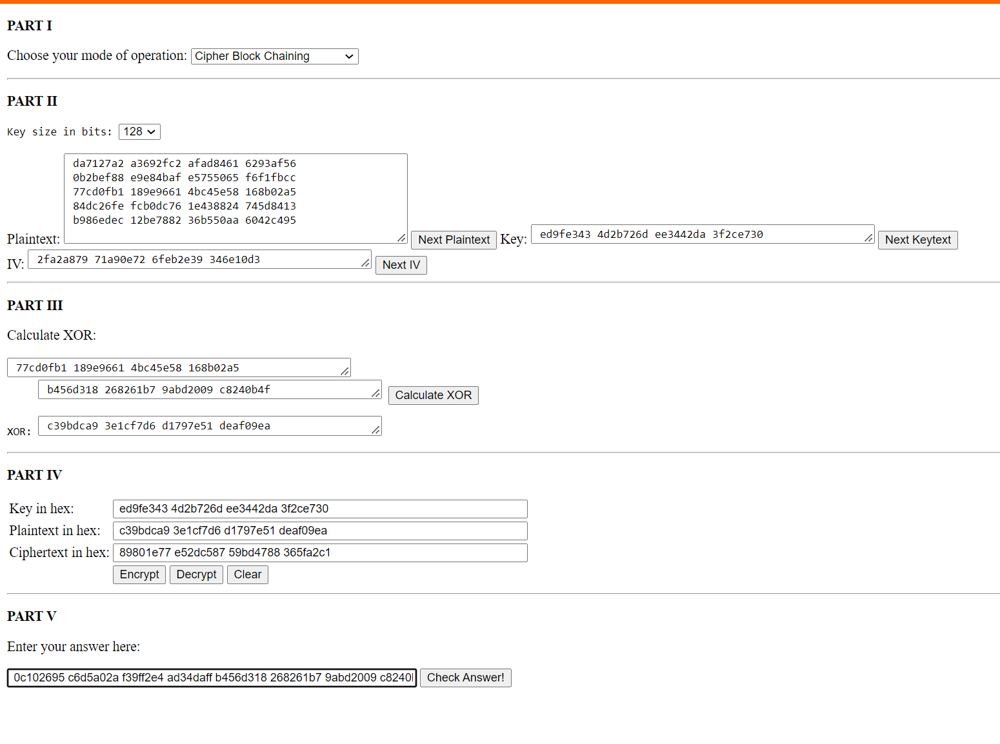 PART I
Choose your mode of operation: Cipher Block Chaining
PART II
Key size in bits: 128
da7127a2 a3692fc2 afad8461 6293af56
0b2bef88 e9e84baf e5755065 f6f1fbcc
77cd0fb1 189e9661 4bc45e58 168b02a5
84dc26fe fcb0dc76 1e438824 745d8413
b986edec 12be7882 36b550aa 6042c495
Plaintext: Next Plaintext Key: ed9fe343 4d2b726d ee3442da 3f2ce730 Next Keytext
IV: 2fa2a879 71a90e72 6feb2e39 346e10d3 Next IV
PART III
Calculate XOR:
77cd0fb1 189e9661 4bc45e58 168b02a5
b456d318 268261b7 9abd2009 c8240b4f Calculate XOR
XOR: c39bdca9 3e1cf7d6 d1797e51 deaf09ea
PART IV
Key in hex: ed9fe343 4d2b726d ee3442da 3f2ce730
Plaintext in hex: c39bdca9 3e1cf7d6 d1797e51 deaf09ea
Ciphertext in hex: 89801e77 e52dc587 59bd4788 365fa2c1
Encrypt Decrypt Clear
PART V
Enter your answer here:
0c102695 c6d5a02a f39ff2e4 ad34daff b456d318 268261b7 9abd2009 c8240 Check Answer!